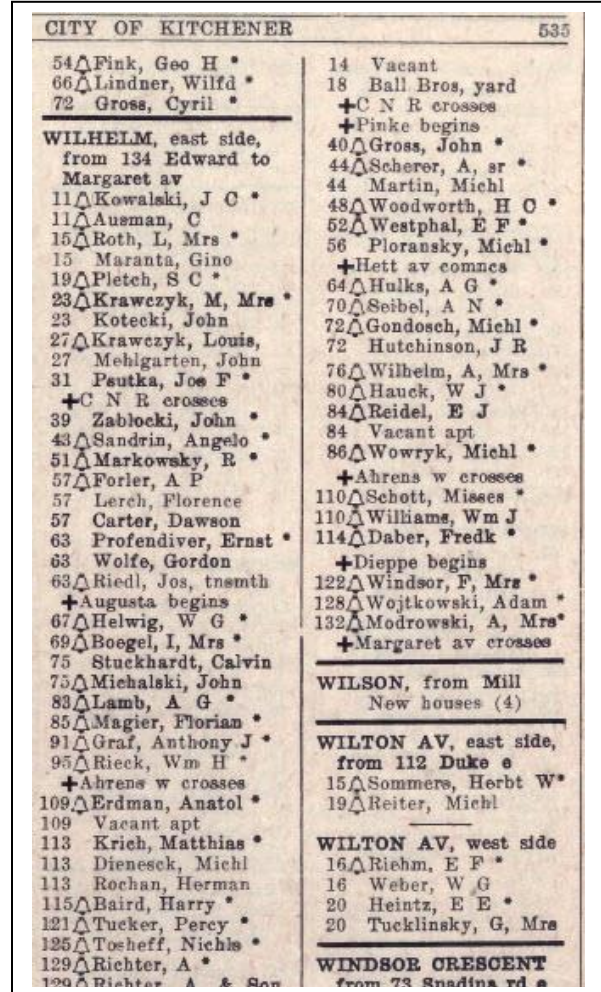 CITY OF KITCHENER 535
54 Fink, Geo H *
66 Lindner, Wilfd *
72 Gross, Cyril *
WILHELM, east side,
from 134 Edward to
Margaret av
11 Kowalski, J C *
11 Ausman, C
15 Roth, L, Mrs *
15 Maranta, Gino
19 Pletch, S C *
23 Krawczyk, M, Mrs *
23 Kotecki, John
27 Krawczyk, Louis,
27 Mehlgarten, John
31 Psutka, Jos F *
+C N R crosses
39 Zablocki, John *
43 Sandrin, Angelo *
51 Markowsky, R *
57 Forler, A P
57 Lerch, Florence
57 Carter, Dawson
63 Profendiver, Ernst *
63 Wolfe, Gordon
63 Riedl, Jos, tnsmth
+Augusta begins
67 Helwig, W G *
69 Boegel, I, Mrs *
75 Stuckhardt, Calvin
75 Michalski, John
83 Lamb, A G *
85 Magier, Florian *
91 Graf, Anthony J *
95 Rieck, Wm H *
+Ahrens w crosses
109 Erdman, Anatol *
109 Vacant apt
113 Krich, Matthias *
113 Dienesck, Michl
113 Rochan, Herman
115 Baird, Harry *
121 Tucker, Percy *
125 Tosheff, Nichls *
129 Richter, A *
129 Richter, A & Son
14 Vacant
18 Ball Bros, yard
+C N R crosses
+Pinke begins
40 Gross, John *
44 Scherer, A, sr *
44 Martin, Michl
48 Woodworth, H C *
52 Westphal, E F *
56 Ploransky, Michl *
+Hett av comncs
64 Hulks, A G *
70 Seibel, A N *
72 Gondosch, Michl *
72 Hutchinson, J R
76 Wilhelm, A, Mrs *
80 Hauck, W J *
84 Reidel, E J
84 Vacant apt
86 Wowryk, Michl *
+Ahrens w crosses
110 Schott, Misses *
110 Williams, Wm J
114 Daber, Fredk *
+Dieppe begins
122 Windsor, F, Mrs *
128 Wojtkowski, Adam *
132 Modrowski, A, Mrs*
+Margaret av crosses
WILSON, from Mill
New houses (4)
WILTON AV, east side,
from 112 Duke e
15 Sommers, Herbt W*
19 Reiter, Michl
WILTON AV, west side
16 Riehm, E F *
16 Weber, W G
20 Heintz, E E *
20 Tucklinsky, G, Mrs
WINDSOR CRESCENT
from 73 Spadina rd e